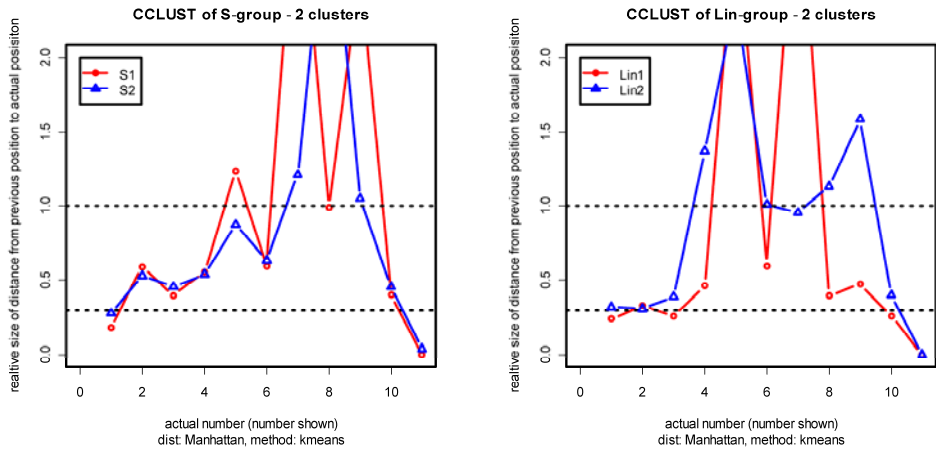 CCLUST of S-group - 2 clusters
realtive size of distance from previous position to actual posisiton
2.0
1.5
1.0
0.5
0.0
S1
S2
0 2 4 6 8 10
actual number (number shown)
dist: Manhattan, method: kmeans
CCLUST of Lin-group - 2 clusters
realtive size of distance from previous position to actual posisiton
2.0
1.5
1.0
0.5
0.0
Lin1
Lin2
0 2 4 6 8 10
actual number (number shown)
dist: Manhattan, method: kmeans